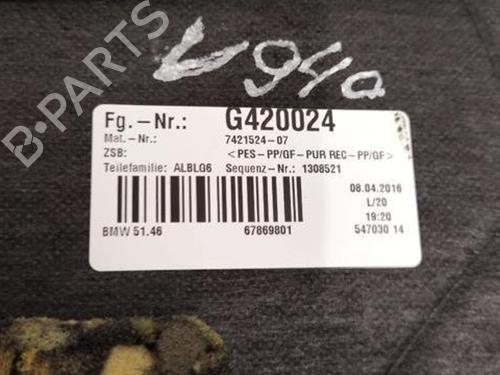 V94a
Fg.-Nr.: G420024
Mat.-Nr.: 7421524-07
ZSB: <PES-PP/GF-PUR REC-PP/GF>
Teilefamilie: ALBLG6 Sequenz-Nr.: 1308521
08.04.2016
L/20
19:20
BMW 51.46 67869801 547030 14
B-PARTS